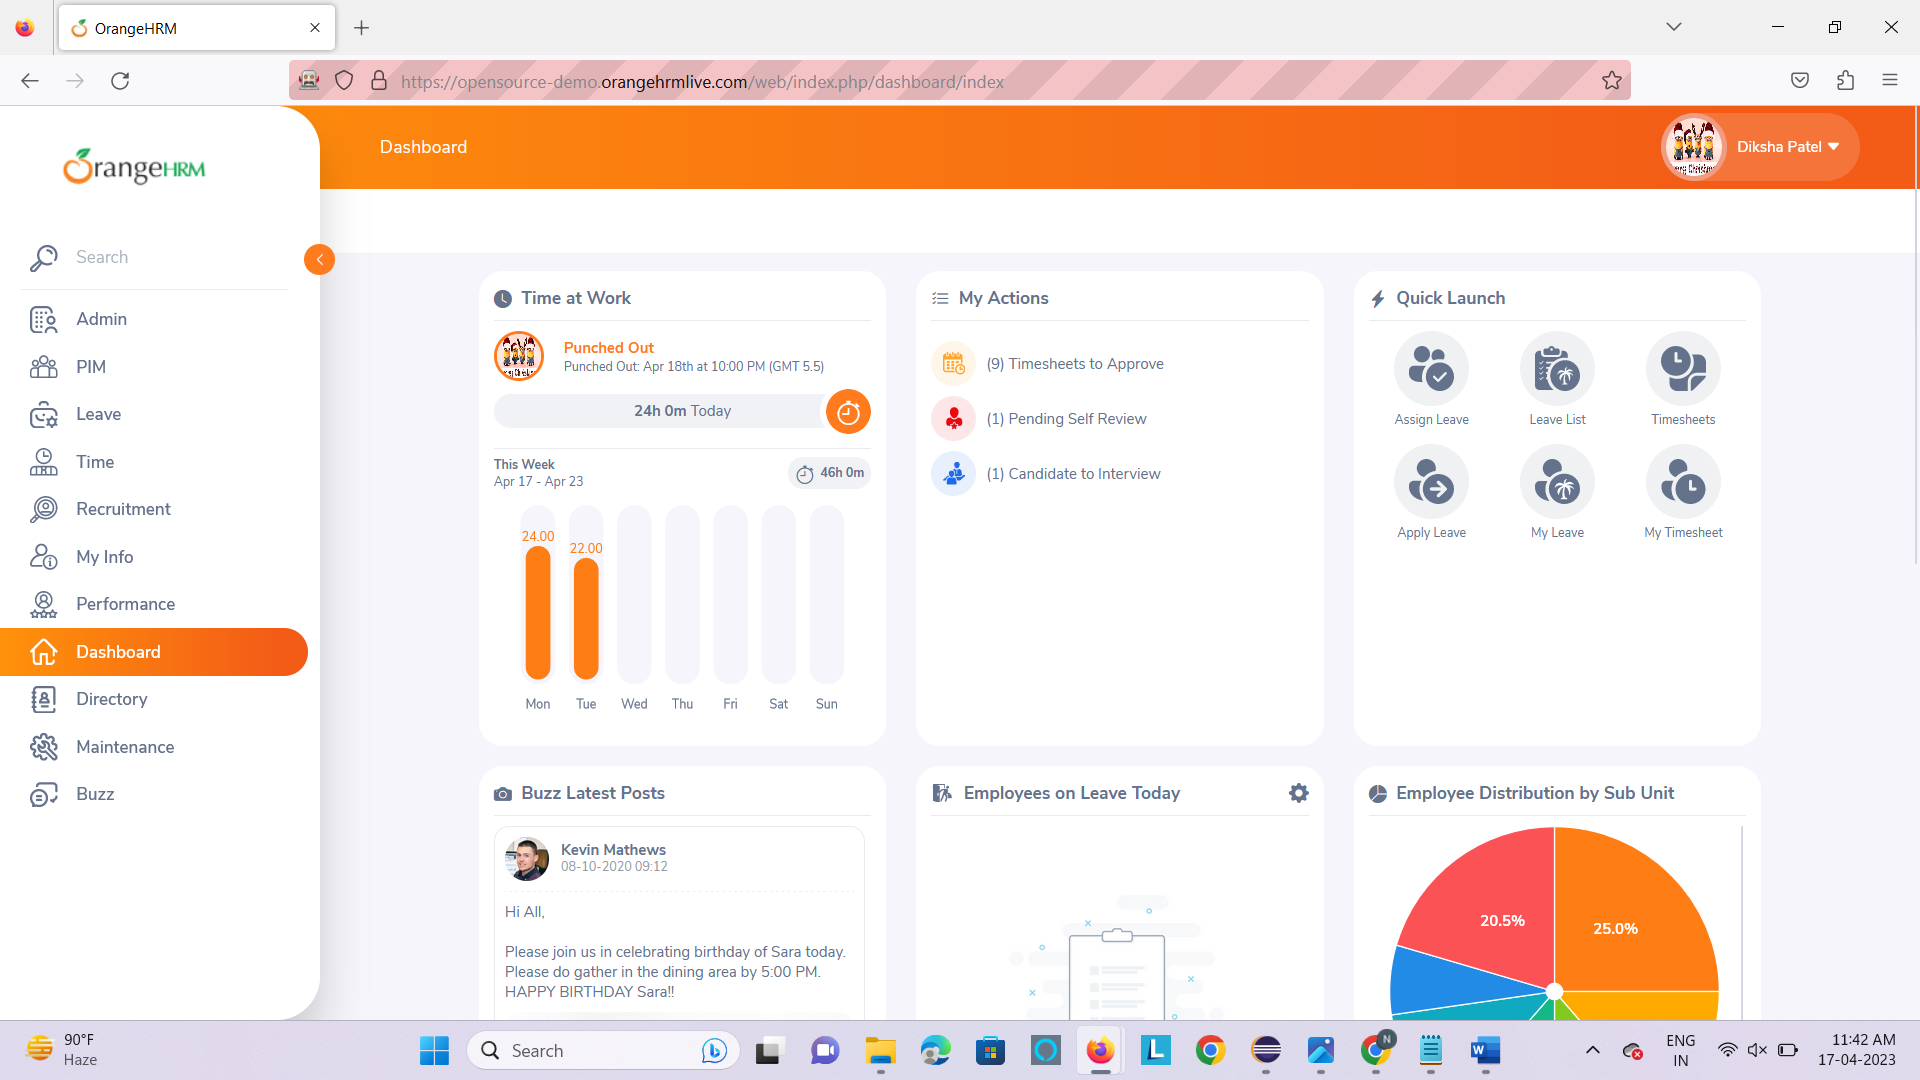 OrangeHRM
https://opensource-demo.orangehrmlive.com/web/index.php/dashboard/index
OrangeHRM
Dashboard
Diksha Patel
Search
Admin
PIM
Leave
Time
Recruitment
My Info
Performance
Dashboard
Directory
Maintenance
Buzz
Time at Work
Punched Out
Punched Out: Apr 18th at 10:00 PM (GMT 5.5)
24h 0m Today
This Week
Apr 17 - Apr 23
46h 0m
24.00
22.00
Mon Tue Wed Thu Fri Sat Sun
My Actions
(9) Timesheets to Approve
(1) Pending Self Review
(1) Candidate to Interview
Quick Launch
Assign Leave Leave List Timesheets
Apply Leave My Leave My Timesheet
Buzz Latest Posts
Kevin Mathews
08-10-2020 09:12
Hi All,
Please join us in celebrating birthday of Sara today.
Please do gather in the dining area by 5:00 PM.
HAPPY BIRTHDAY Sara!!
Employees on Leave Today
Employee Distribution by Sub Unit
20.5%
25.0%
90°F
Haze
Search
N
ENG
IN
11:42 AM
17-04-2023